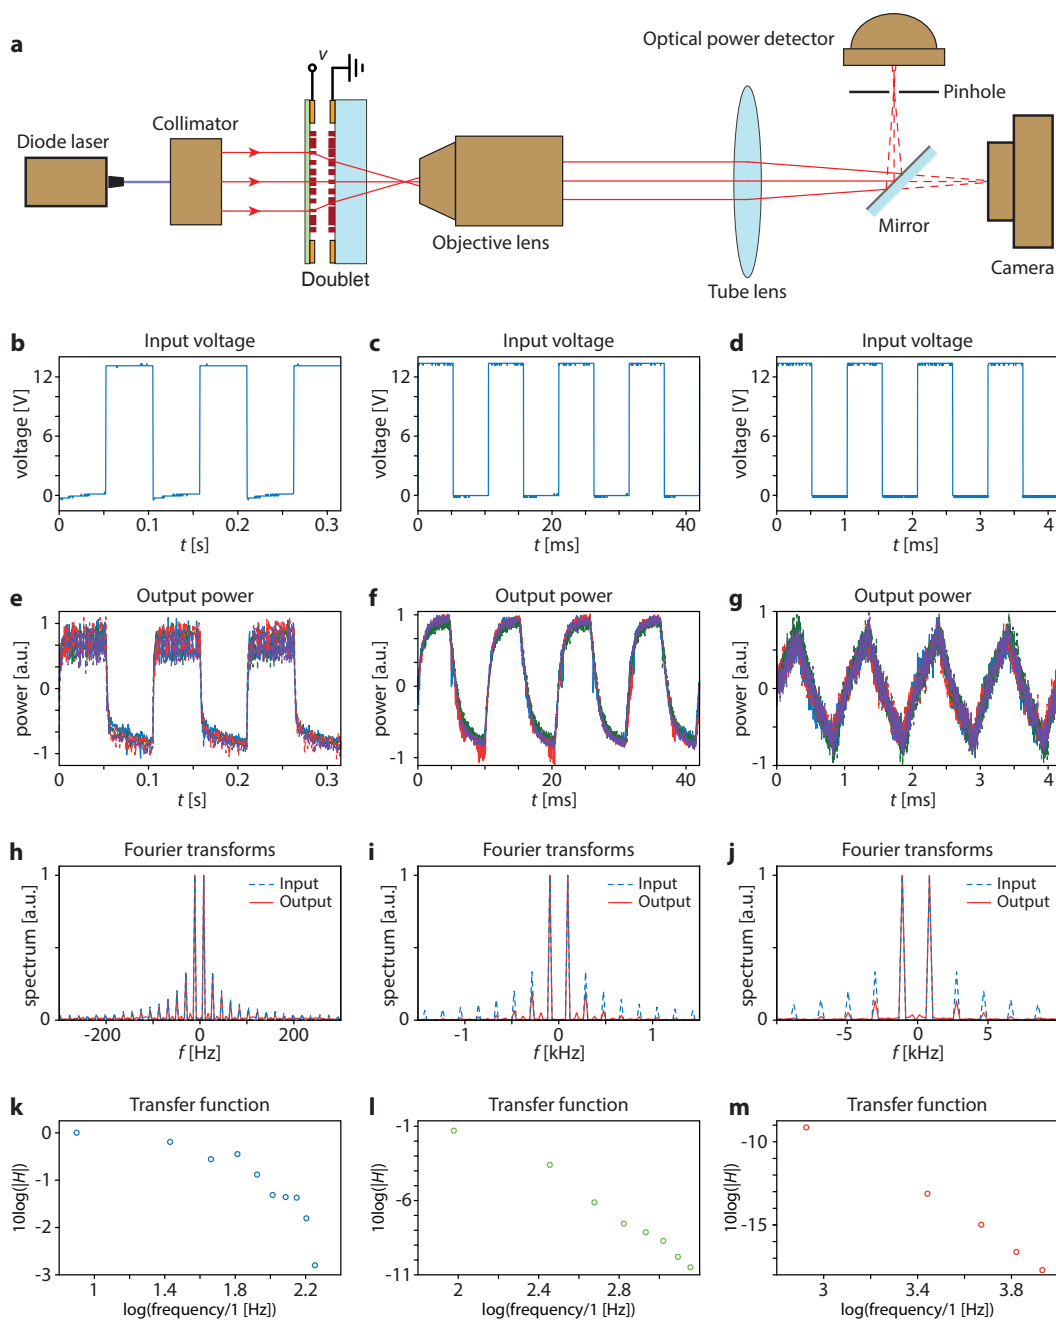 a
Optical power detector
v
Pinhole
Collimator
Diode laser
Mirror
Objective lens
Camera
Doublet
Tube lens
b
Input voltage
voltage [V]
12
6
0
0 0.1 0.2 0.3
t [s]
c
Input voltage
voltage [V]
12
6
0
0 20 40
t [ms]
d
Input voltage
voltage [V]
12
6
0
0 1 2 3 4
t [ms]
e
Output power
power [a.u.]
1
0
-1
0 0.1 0.2 0.3
t [s]
f
Output power
power [a.u.]
1
0
-1
0 20 40
t [ms]
g
Output power
power [a.u.]
1
0
-1
0 1 2 3 4
t [ms]
h
Fourier transforms
spectrum [a.u.]
1
0
Input
Output
-200 0 200
f [Hz]
i
Fourier transforms
spectrum [a.u.]
1
0
Input
Output
-1 0 1
f [kHz]
j
Fourier transforms
spectrum [a.u.]
1
0
Input
Output
-5 0 5
f [kHz]
k
Transfer function
10log(|H|)
0
-1
-2
-3
1 1.4 1.8 2.2
log(frequency/1 [Hz])
l
Transfer function
10log(|H|)
-1
-6
-11
2 2.4 2.8
log(frequency/1 [Hz])
m
Transfer function
10log(|H|)
-10
-15
3 3.4 3.8
log(frequency/1 [Hz])